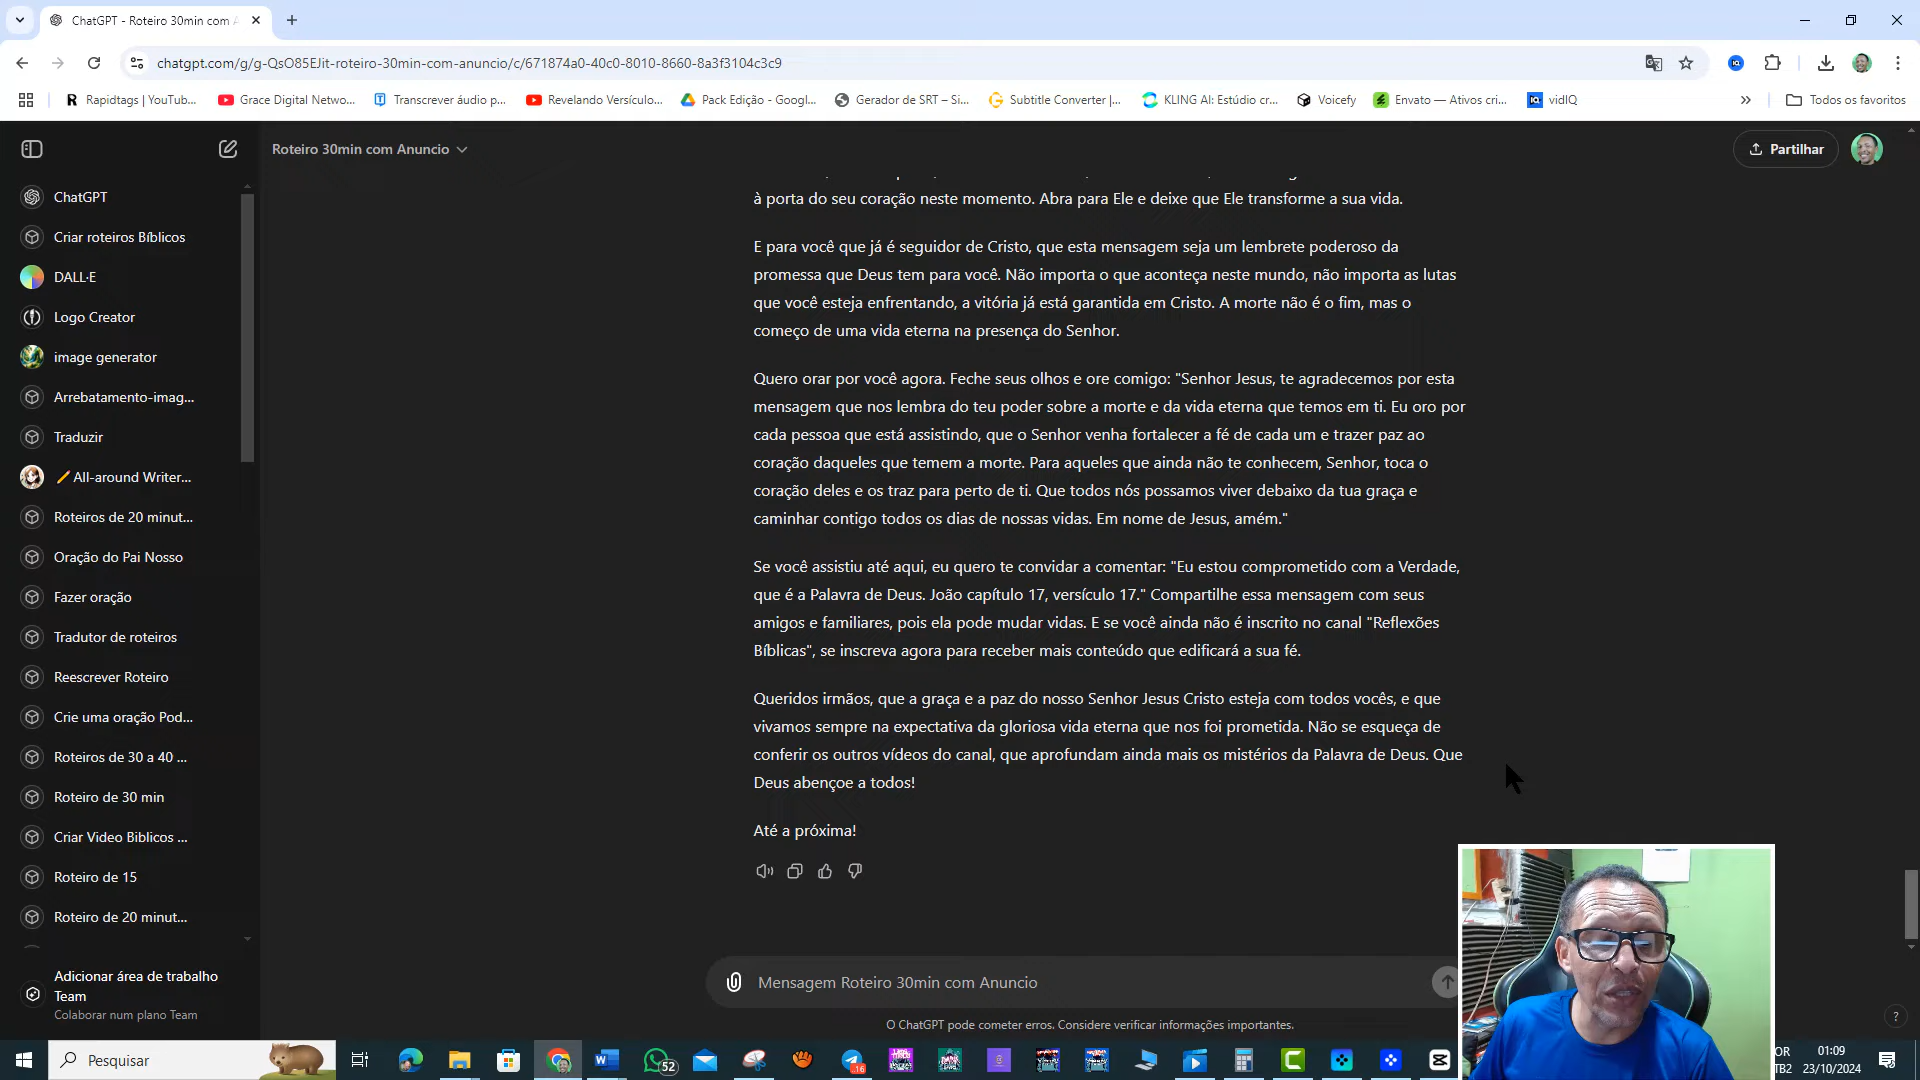 ChatGPT - Roteiro 30min com A
chatgpt.com/g/g-QsO85EJit-roteiro-30min-com-anuncio/c/671874a0-40c0-8010-8660-8a3f3104c3c9
Rapidtags | YouTub... Grace Digital Netwo... Transcrever áudio p... Revelando Versículo... Pack Edição - Googl... Gerador de SRT – Si... Subtitle Converter |... KLING AI: Estúdio cr... Voicefy Envato — Ativos cri... vidIQ Todos os favoritos
Roteiro 30min com Anuncio
Partilhar
ChatGPT
Criar roteiros Bíblicos
DALL·E
Logo Creator
image generator
Arrebatamento-imag...
Traduzir
All-around Writer...
Roteiros de 20 minut...
Oração do Pai Nosso
Fazer oração
Tradutor de roteiros
Reescrever Roteiro
Crie uma oração Pod...
Roteiros de 30 a 40 ...
Roteiro de 30 min
Criar Video Biblicos ...
Roteiro de 15
Roteiro de 20 minut...
Adicionar área de trabalho
Team
Colaborar num plano Team
à porta do seu coração neste momento. Abra para Ele e deixe que Ele transforme a sua vida.
E para você que já é seguidor de Cristo, que esta mensagem seja um lembrete poderoso da
promessa que Deus tem para você. Não importa o que aconteça neste mundo, não importa as lutas
que você esteja enfrentando, a vitória já está garantida em Cristo. A morte não é o fim, mas o
começo de uma vida eterna na presença do Senhor.
Quero orar por você agora. Feche seus olhos e ore comigo: "Senhor Jesus, te agradecemos por esta
mensagem que nos lembra do teu poder sobre a morte e da vida eterna que temos em ti. Eu oro por
cada pessoa que está assistindo, que o Senhor venha fortalecer a fé de cada um e trazer paz ao
coração daqueles que temem a morte. Para aqueles que ainda não te conhecem, Senhor, toca o
coração deles e os traz para perto de ti. Que todos nós possamos viver debaixo da tua graça e
caminhar contigo todos os dias de nossas vidas. Em nome de Jesus, amém."
Se você assistiu até aqui, eu quero te convidar a comentar: "Eu estou comprometido com a Verdade,
que é a Palavra de Deus. João capítulo 17, versículo 17." Compartilhe essa mensagem com seus
amigos e familiares, pois ela pode mudar vidas. E se você ainda não é inscrito no canal "Reflexões
Bíblicas", se inscreva agora para receber mais conteúdo que edificará a sua fé.
Queridos irmãos, que a graça e a paz do nosso Senhor Jesus Cristo esteja com todos vocês, e que
vivamos sempre na expectativa da gloriosa vida eterna que nos foi prometida. Não se esqueça de
conferir os outros vídeos do canal, que aprofundam ainda mais os mistérios da Palavra de Deus. Que
Deus abençoe a todos!
Até a próxima!
Mensagem Roteiro 30min com Anuncio
O ChatGPT pode cometer erros. Considere verificar informações importantes.
?
Pesquisar
52
16
OR 01:09
TB2 23/10/2024